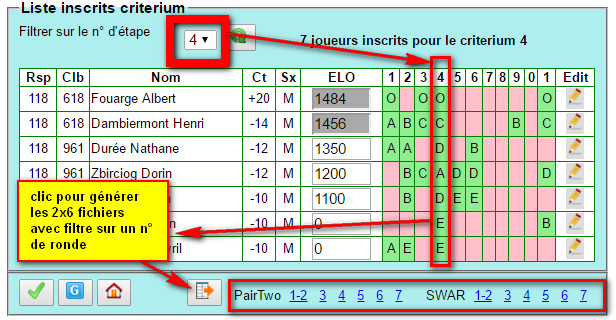 Liste inscrits criterium
Filtrer sur le n° d'étape
4
7 joueurs inscrits pour le criterium 4
Rsp Clb Nom Ct Sx ELO 1 2 3 4 5 6 7 8 9 0 1 Edit
118 618 Fouarge Albert +20 M 1484 O O O O
118 618 Dambiermont Henri -14 M 1456 A B C C B C
118 961 Durée Nathane -12 M 1350 A A D B
118 961 Zbirciog Dorin -12 M 1200 B C A D D D
-10 M 1100 B D E E
-10 M 0 E B
-10 M 0 A E E
clic pour générer
les 2x6 fichiers
avec filtre sur un n°
de ronde
G PairTwo 1-2 3 4 5 6 7 SWAR 1-2 3 4 5 6 7